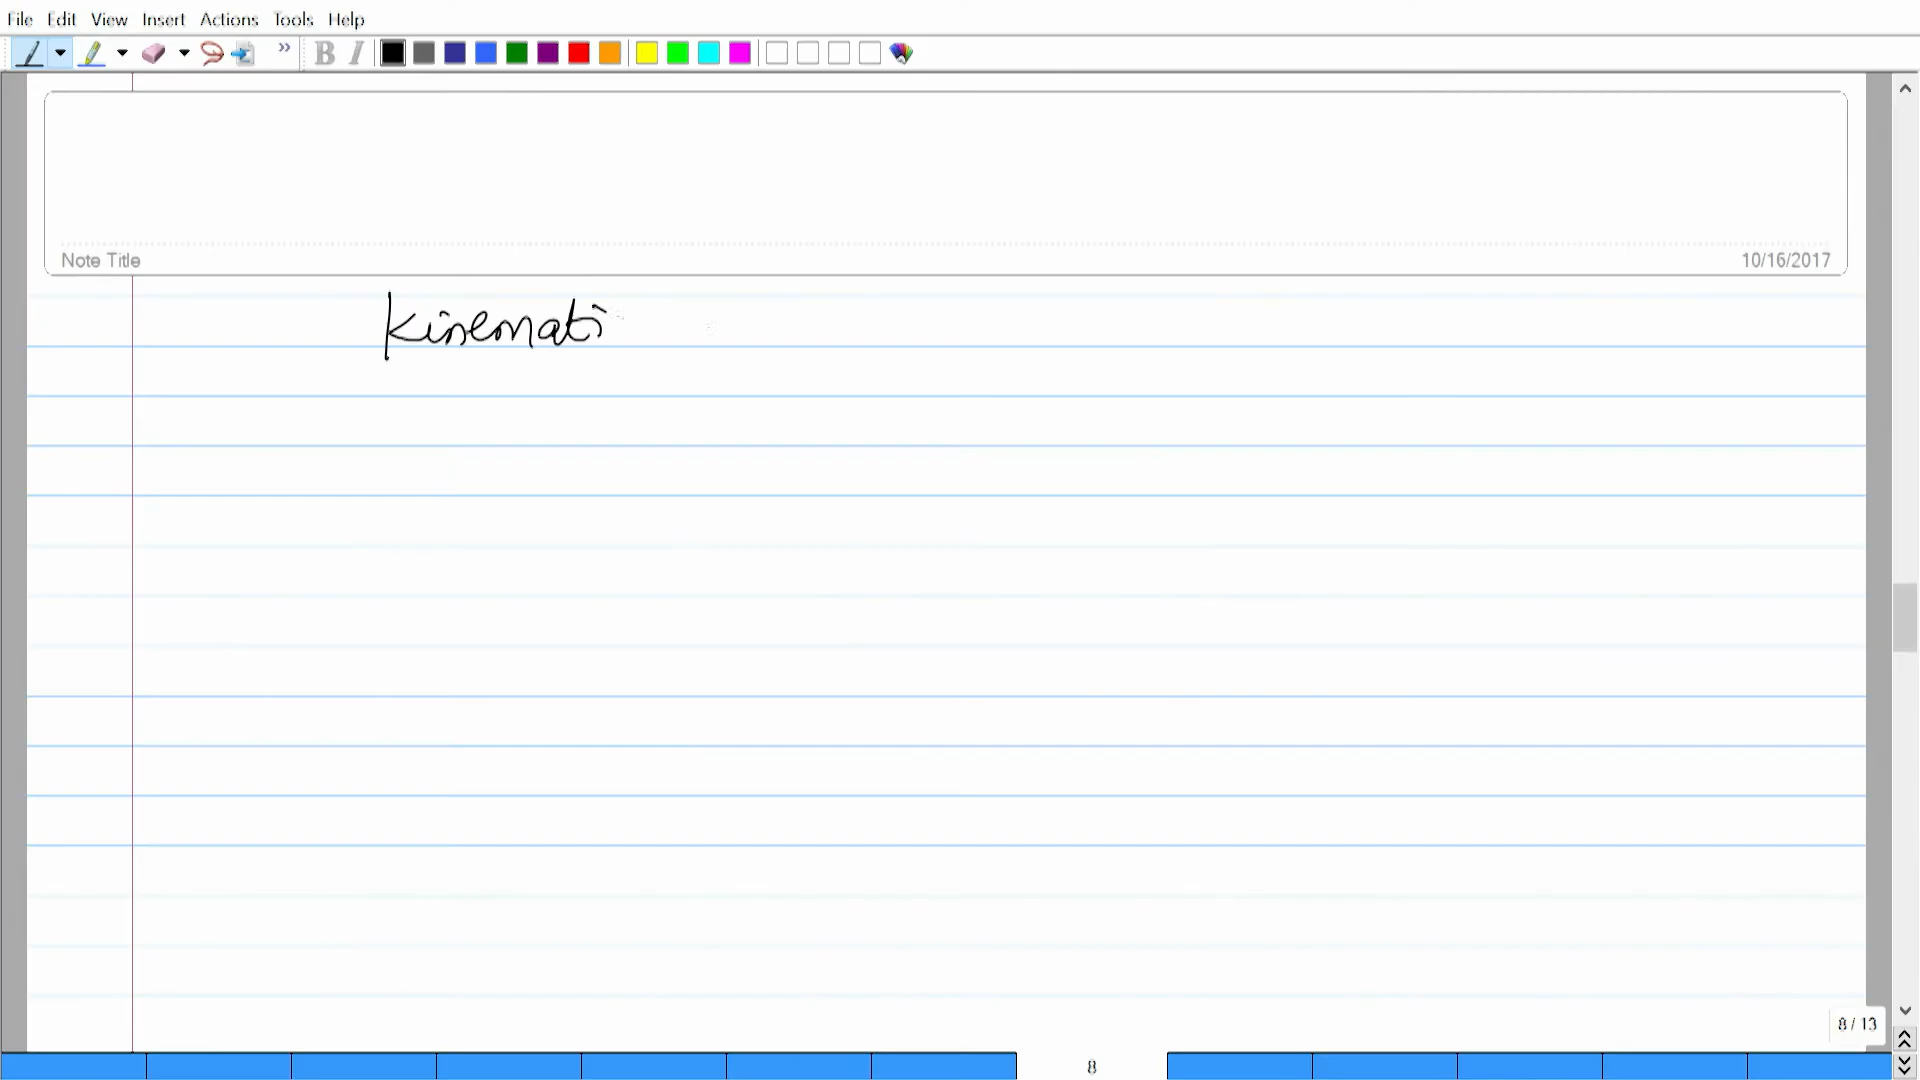 File Edit View Insert Actions Tools Help
B I
Note Title 10/16/2017
Kinemati
8 / 13
8